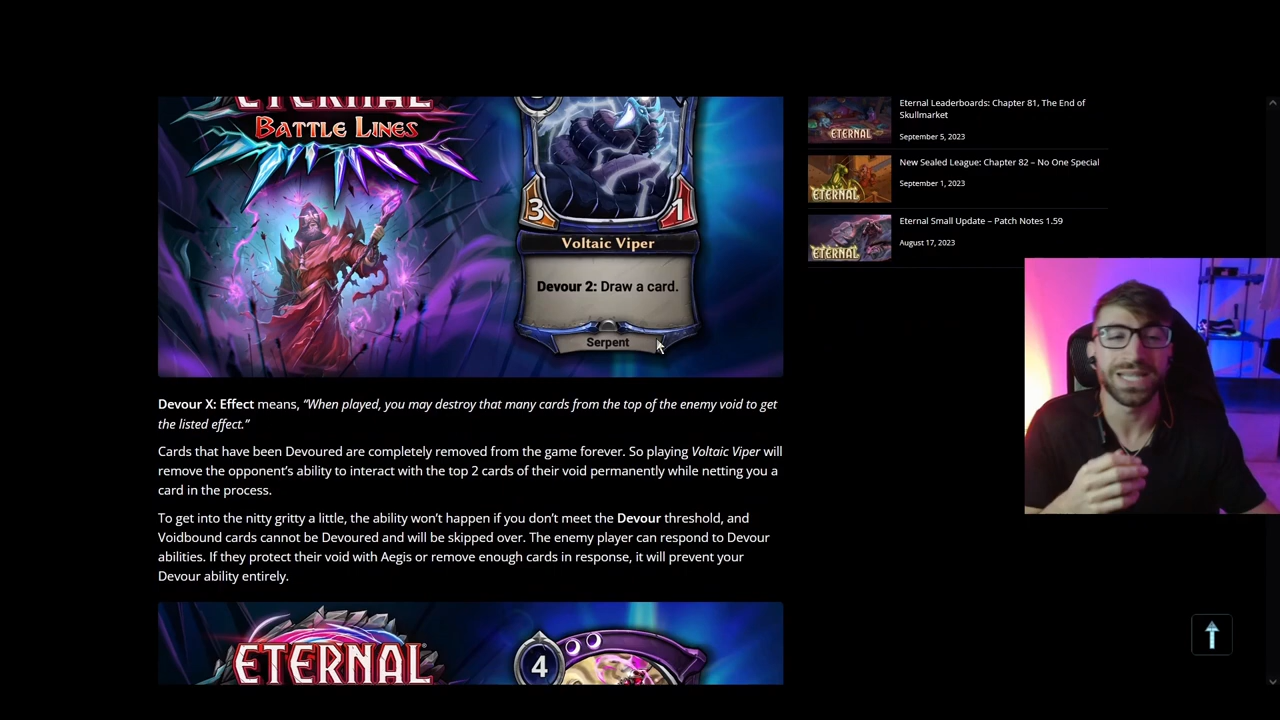 ETERNAL
BATTLE LINES
3
1
Voltaic Viper
Devour 2: Draw a card.
Serpent
Devour X: Effect means, “When played, you may destroy that many cards from the top of the enemy void to get
the listed effect.”
Cards that have been Devoured are completely removed from the game forever. So playing Voltaic Viper will
remove the opponent’s ability to interact with the top 2 cards of their void permanently while netting you a
card in the process.
To get into the nitty gritty a little, the ability won’t happen if you don’t meet the Devour threshold, and
Voidbound cards cannot be Devoured and will be skipped over. The enemy player can respond to Devour
abilities. If they protect their void with Aegis or remove enough cards in response, it will prevent your
Devour ability entirely.
ETERNAL
4
ETERNAL
Eternal Leaderboards: Chapter 81, The End of
Skullmarket
September 5, 2023
ETERNAL
New Sealed League: Chapter 82 – No One Special
September 1, 2023
ETERNAL
Eternal Small Update – Patch Notes 1.59
August 17, 2023